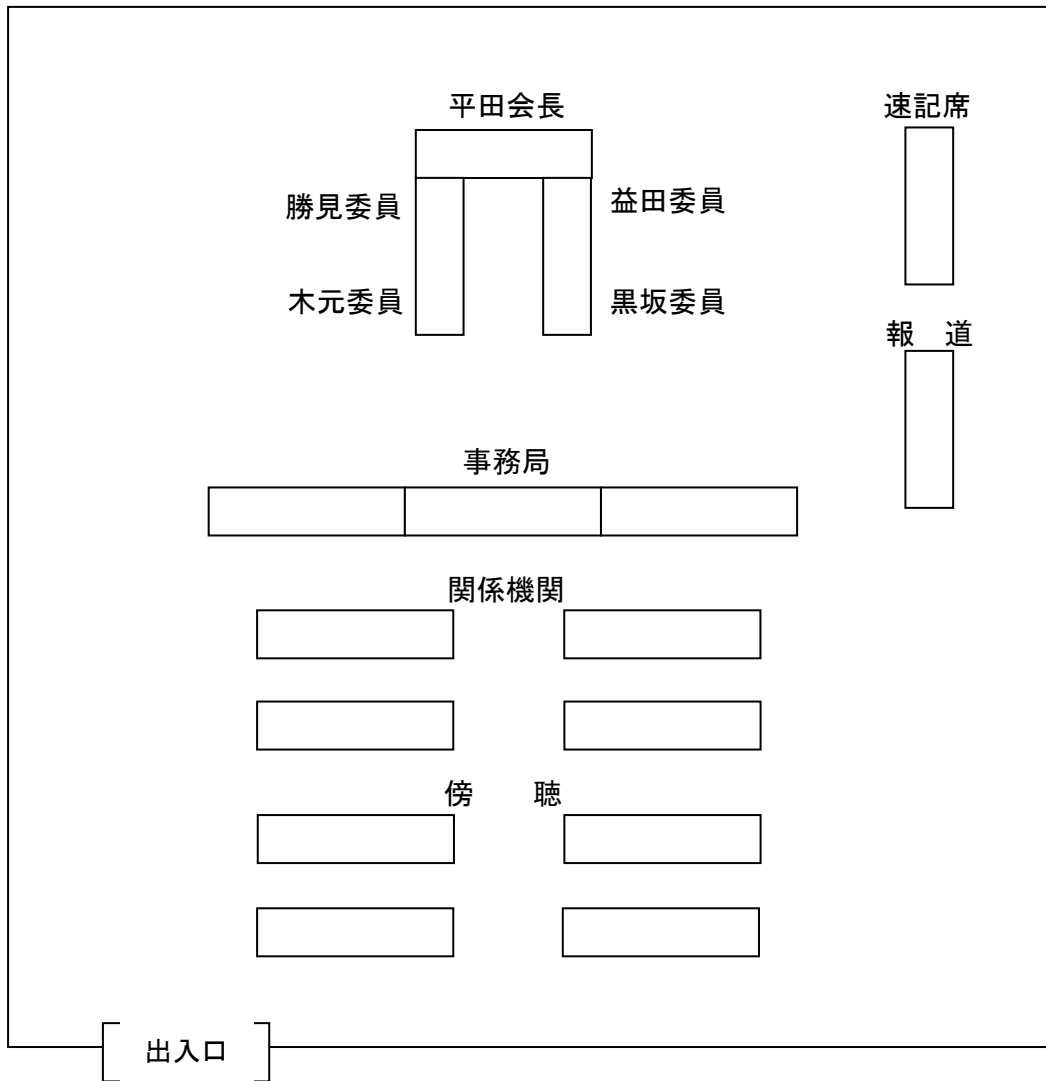 平田会長
速記席
勝見委員
益田委員
木元委員
黒坂委員
報　道
事務局
関係機関
傍　聴
出入口